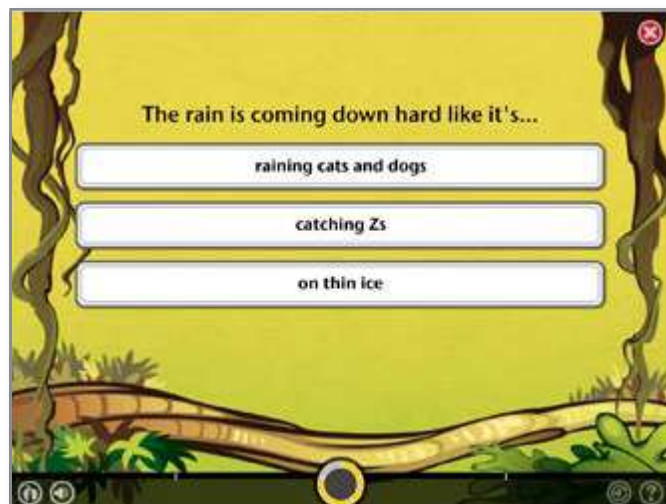 The rain is coming down hard like it's...
raining cats and dogs
catching Zs
on thin ice
?